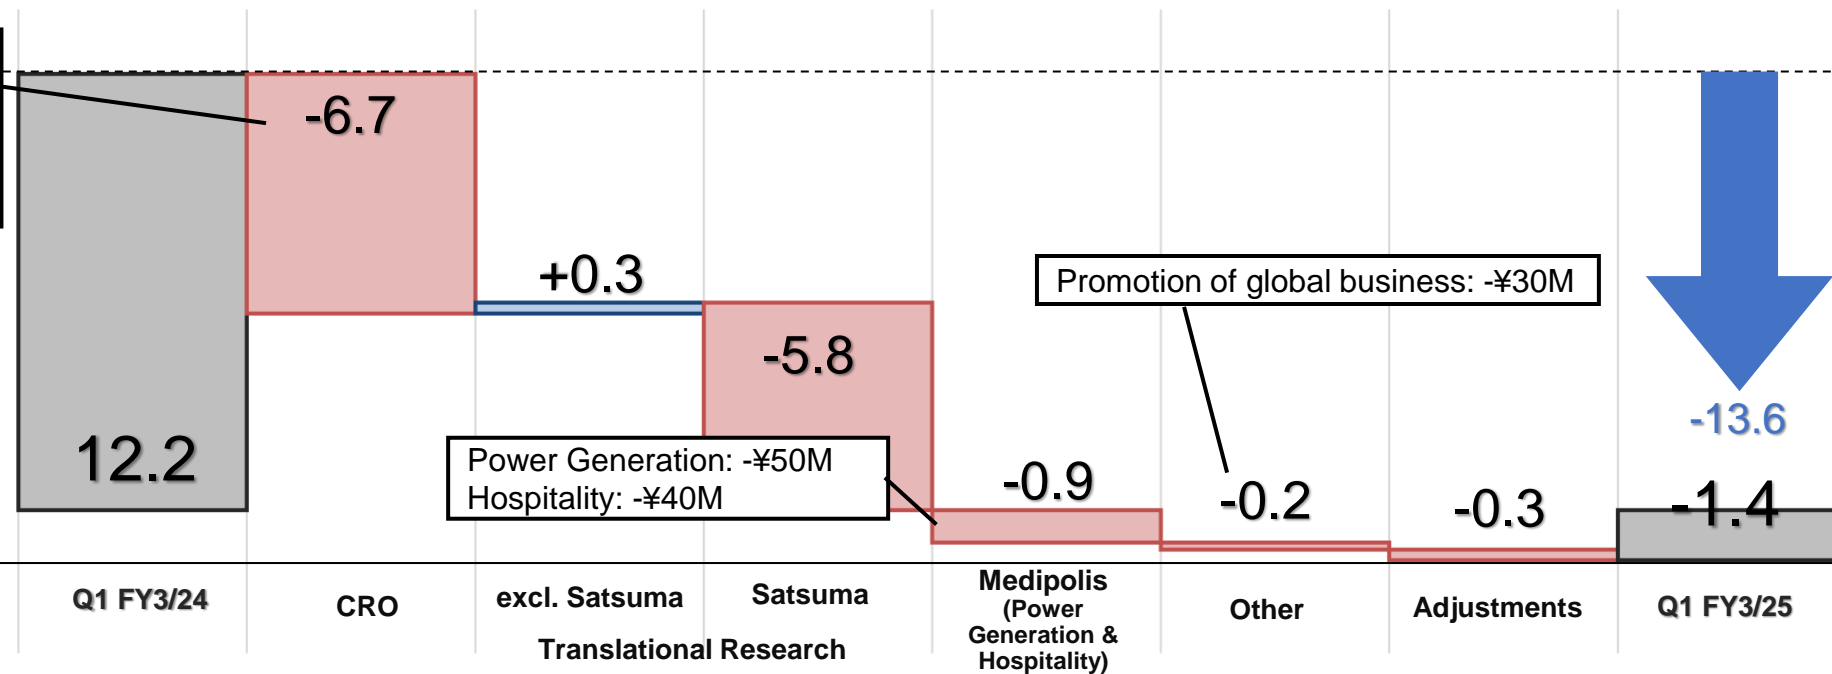 -6.7
+0.3
Promotion of global business: -¥30M
-5.8
-13.6
12.2
Power Generation: -¥50M
Hospitality: -¥40M
-0.9
-0.2
-0.3
-1.4
Q1 FY3/24
CRO
excl. Satsuma
Satsuma
Translational Research
Medipolis
(Power
Generation &
Hospitality)
Other
Adjustments
Q1 FY3/25